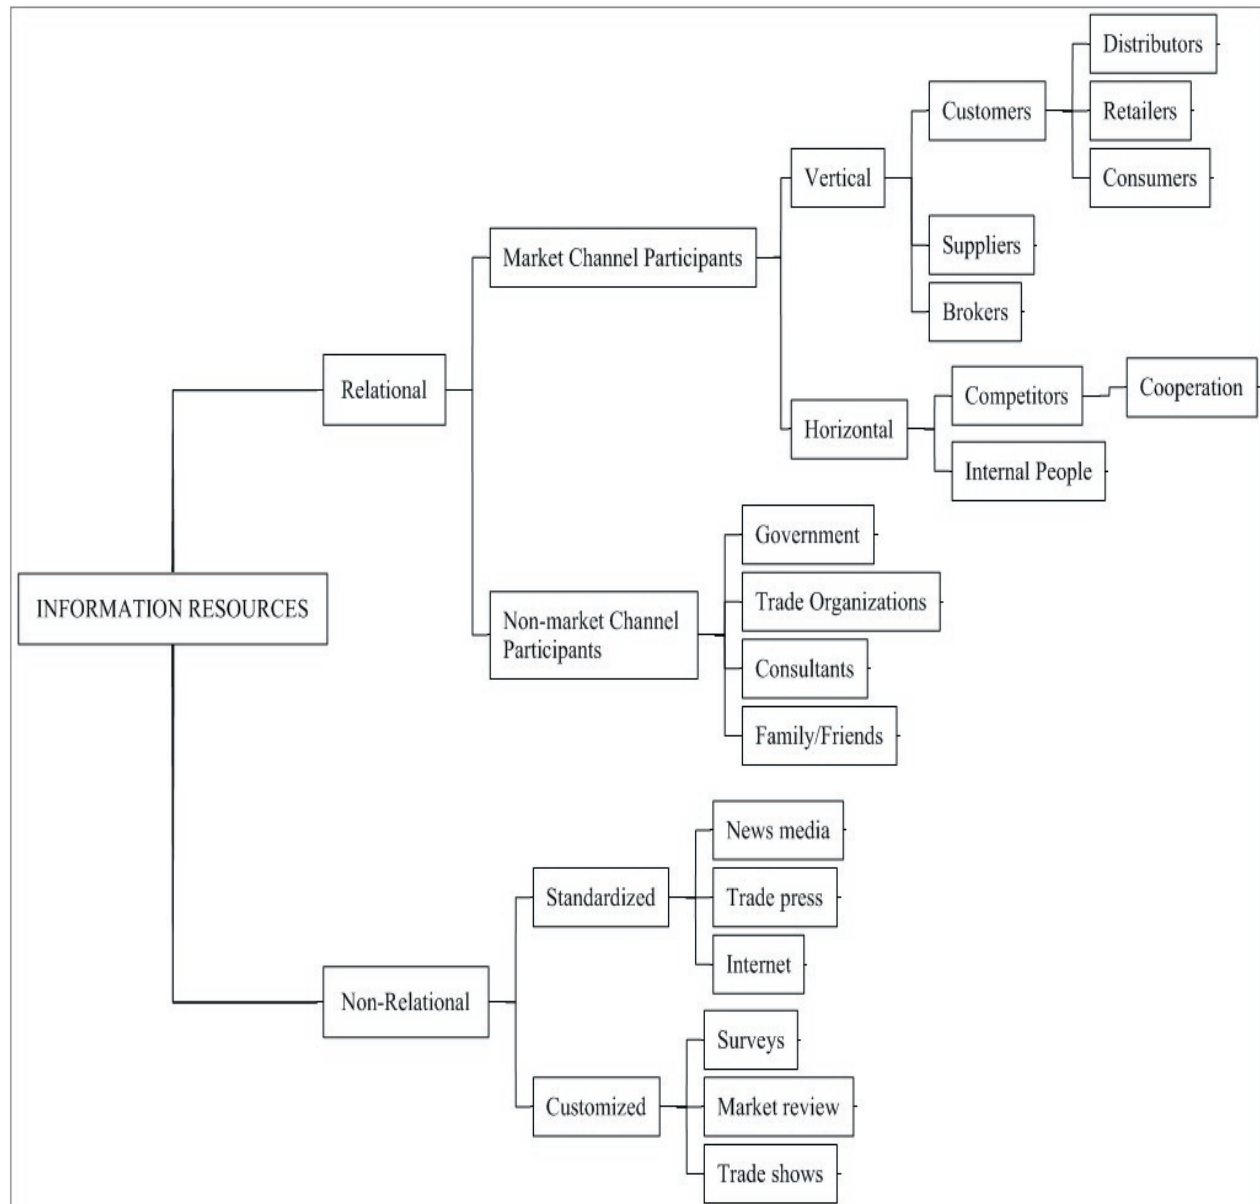 Distributors
Customers
Retailers
Vertical
Consumers
Market Channel Participants
Suppliers
Brokers
Relational
Competitors
Cooperation
Horizontal
Internal People
Government
INFORMATION RESOURCES
Trade Organizations
Non-market Channel
Participants
Consultants
Family/Friends
News media
Standardized
Trade press
Internet
Non-Relational
Surveys
Customized
Market review
Trade shows